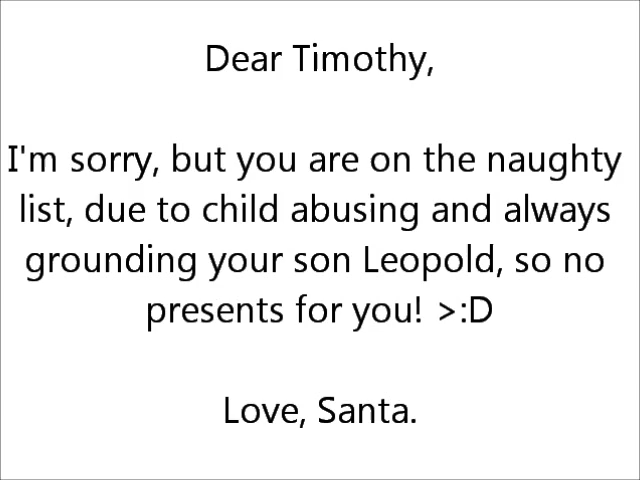 Dear Timothy,
I'm sorry, but you are on the naughty
list, due to child abusing and always
grounding your son Leopold, so no
presents for you! >:D
Love, Santa.